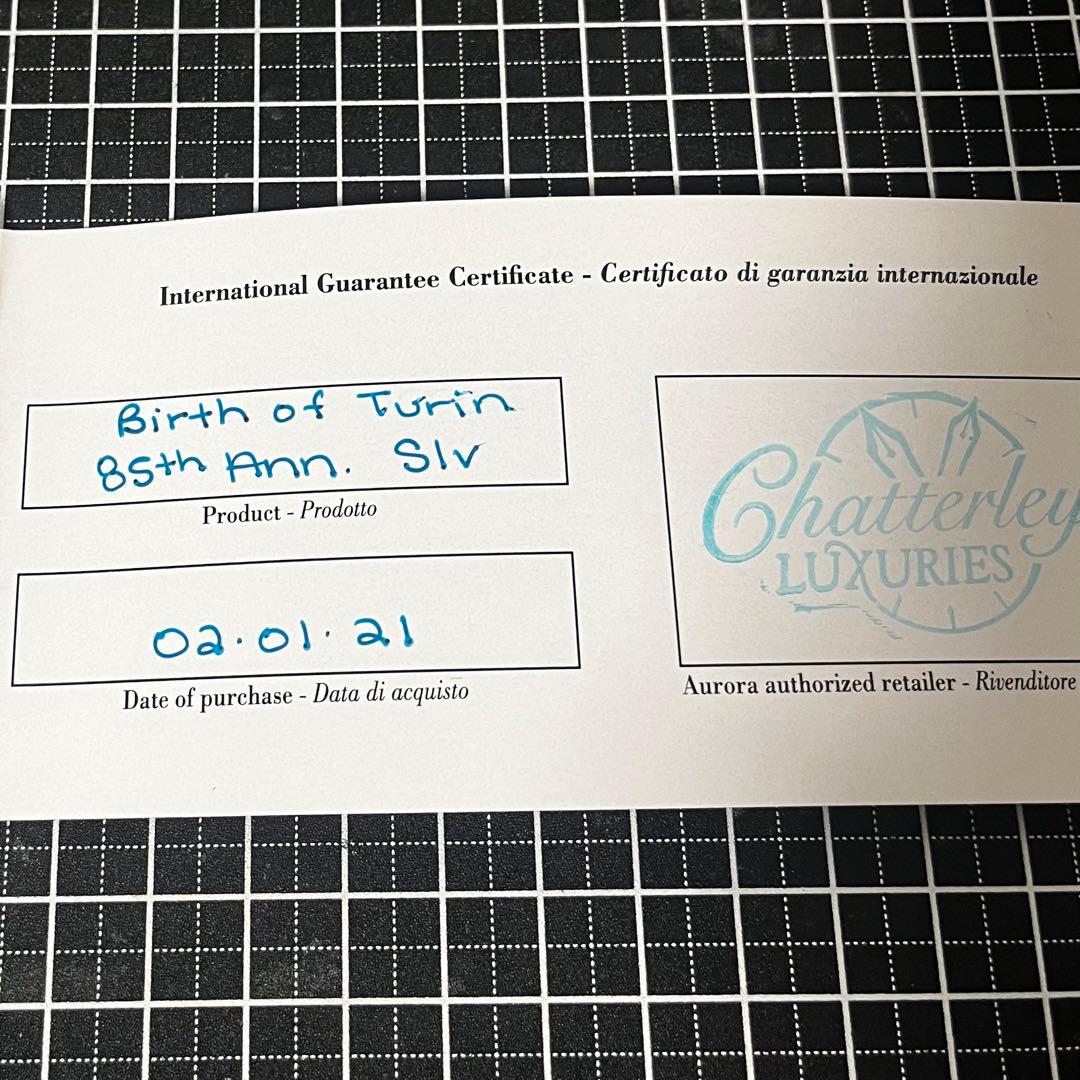 International Guarantee Certificate - Certificato di garanzia internazionale
Birth of Turin
85th Ann. Slv
Product - Prodotto
02.01.21
Date of purchase - Data di acquisto
Chatterley
LUXURIES
Aurora authorized retailer - Rivenditore